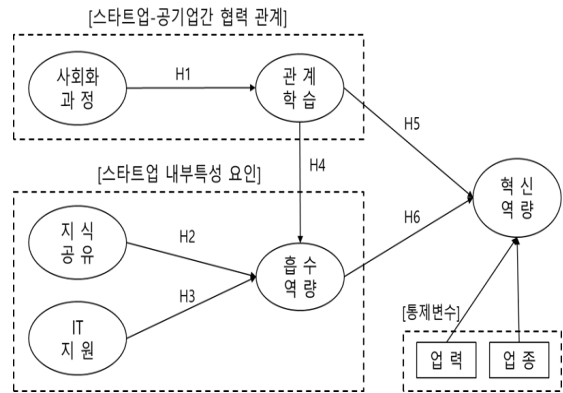 [스타트업-공기업간 협력 관계]
사회화
과 정
H1
관 계
학 습
H5
H4
[스타트업 내부특성 요인]
혁 신
역 량
지 식
공 유
H2
H6
흡 수
역 량
H3
IT
지 원
[통제변수]
업 력
업 종